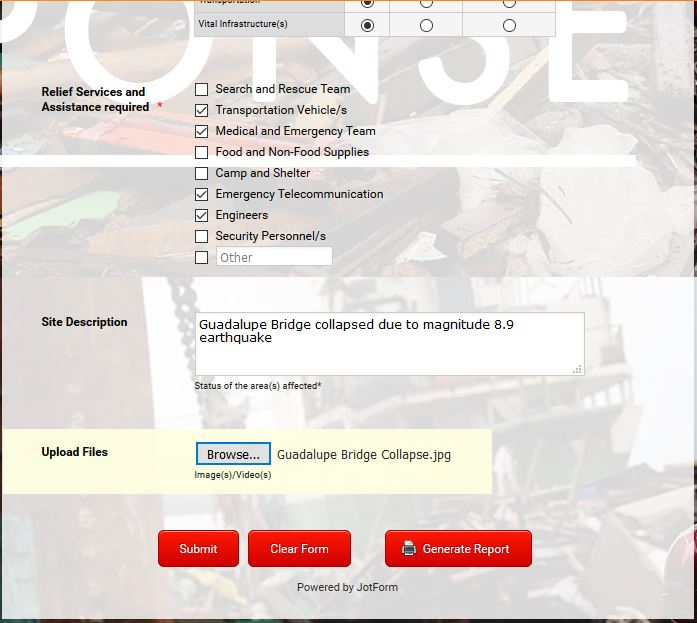 Transportation
Vital Infrastructure(s)
PONSE
Relief Services and
Assistance required *
Search and Rescue Team
Transportation Vehicle/s
Medical and Emergency Team
Food and Non-Food Supplies
Camp and Shelter
Emergency Telecommunication
Engineers
Security Personnel/s
Other
Site Description
Guadalupe Bridge collapsed due to magnitude 8.9
earthquake
Status of the area(s) affected*
Upload Files
Browse... Guadalupe Bridge Collapse.jpg
Image(s)/Video(s)
Submit Clear Form Generate Report
Powered by JotForm